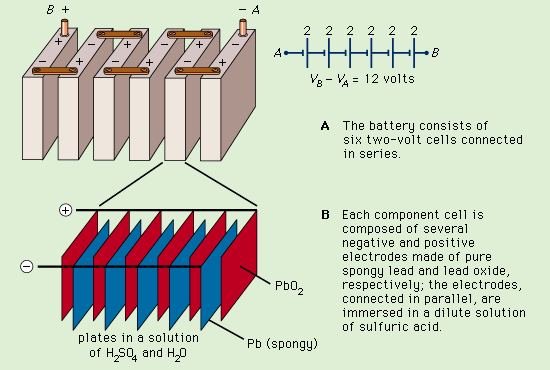 B +
– A
+ – + – + –
– + – + – +
2 2 2 2 2 2
A B
V_B – V_A = 12 volts
A The battery consists of
six two-volt cells connected
in series.
+
–
PbO₂
Pb (spongy)
plates in a solution
of H₂SO₄ and H₂O
B Each component cell is
composed of several
negative and positive
electrodes made of pure
spongy lead and lead oxide,
respectively; the electrodes,
connected in parallel, are
immersed in a dilute solution
of sulfuric acid.